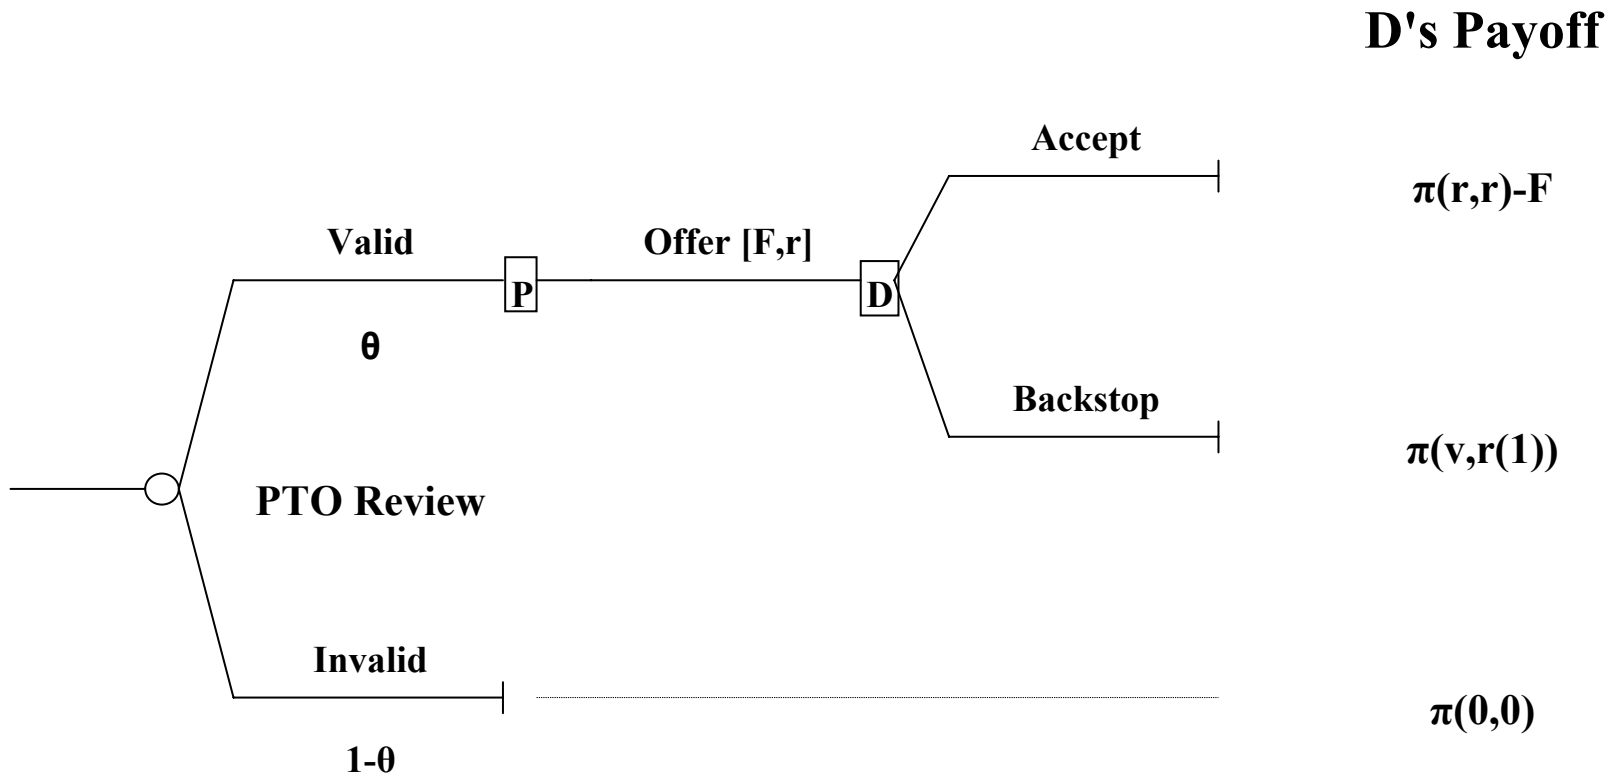 D's Payoff
Accept
π(r,r)-F
Valid
Offer [F,r]
P
D
θ
Backstop
π(v,r(1))
PTO Review
Invalid
π(0,0)
1-θ